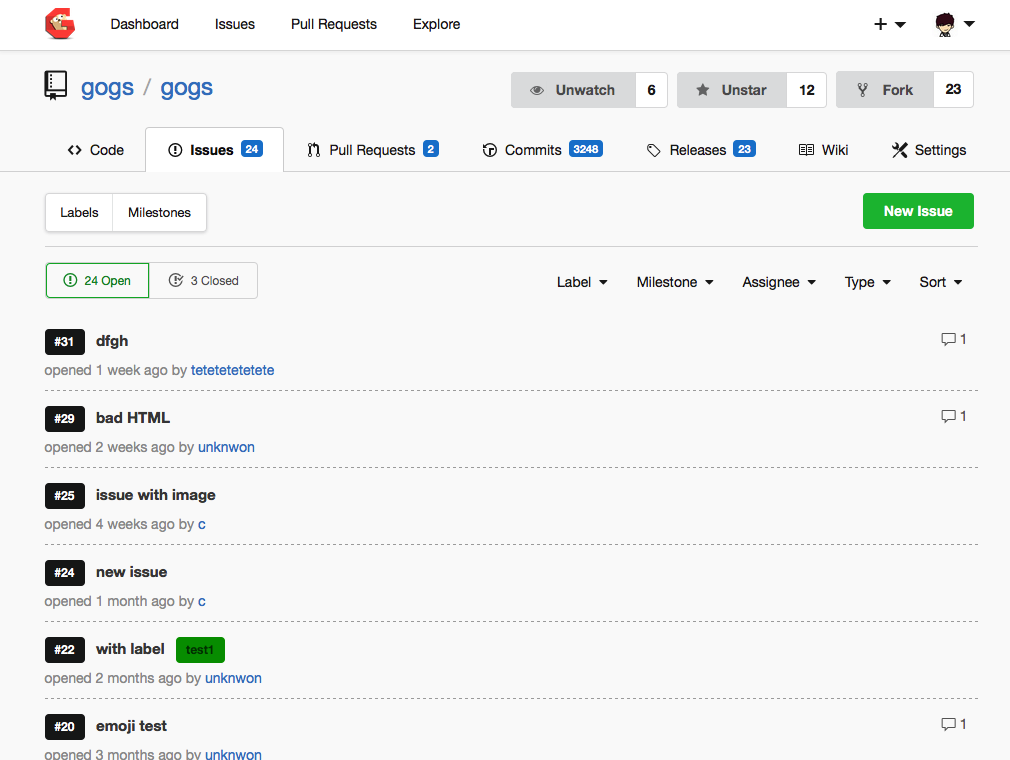 Dashboard Issues Pull Requests Explore
gogs / gogs Unwatch 6 Unstar 12 Fork 23
Code Issues 24 Pull Requests 2 Commits 3248 Releases 23 Wiki Settings
Labels Milestones New Issue
24 Open 3 Closed Label Milestone Assignee Type Sort
#31 dfgh 1
opened 1 week ago by tetetetetetete
#29 bad HTML 1
opened 2 weeks ago by unknwon
#25 issue with image
opened 4 weeks ago by c
#24 new issue
opened 1 month ago by c
#22 with label test1
opened 2 months ago by unknwon
#20 emoji test 1
opened 3 months ago by unknwon